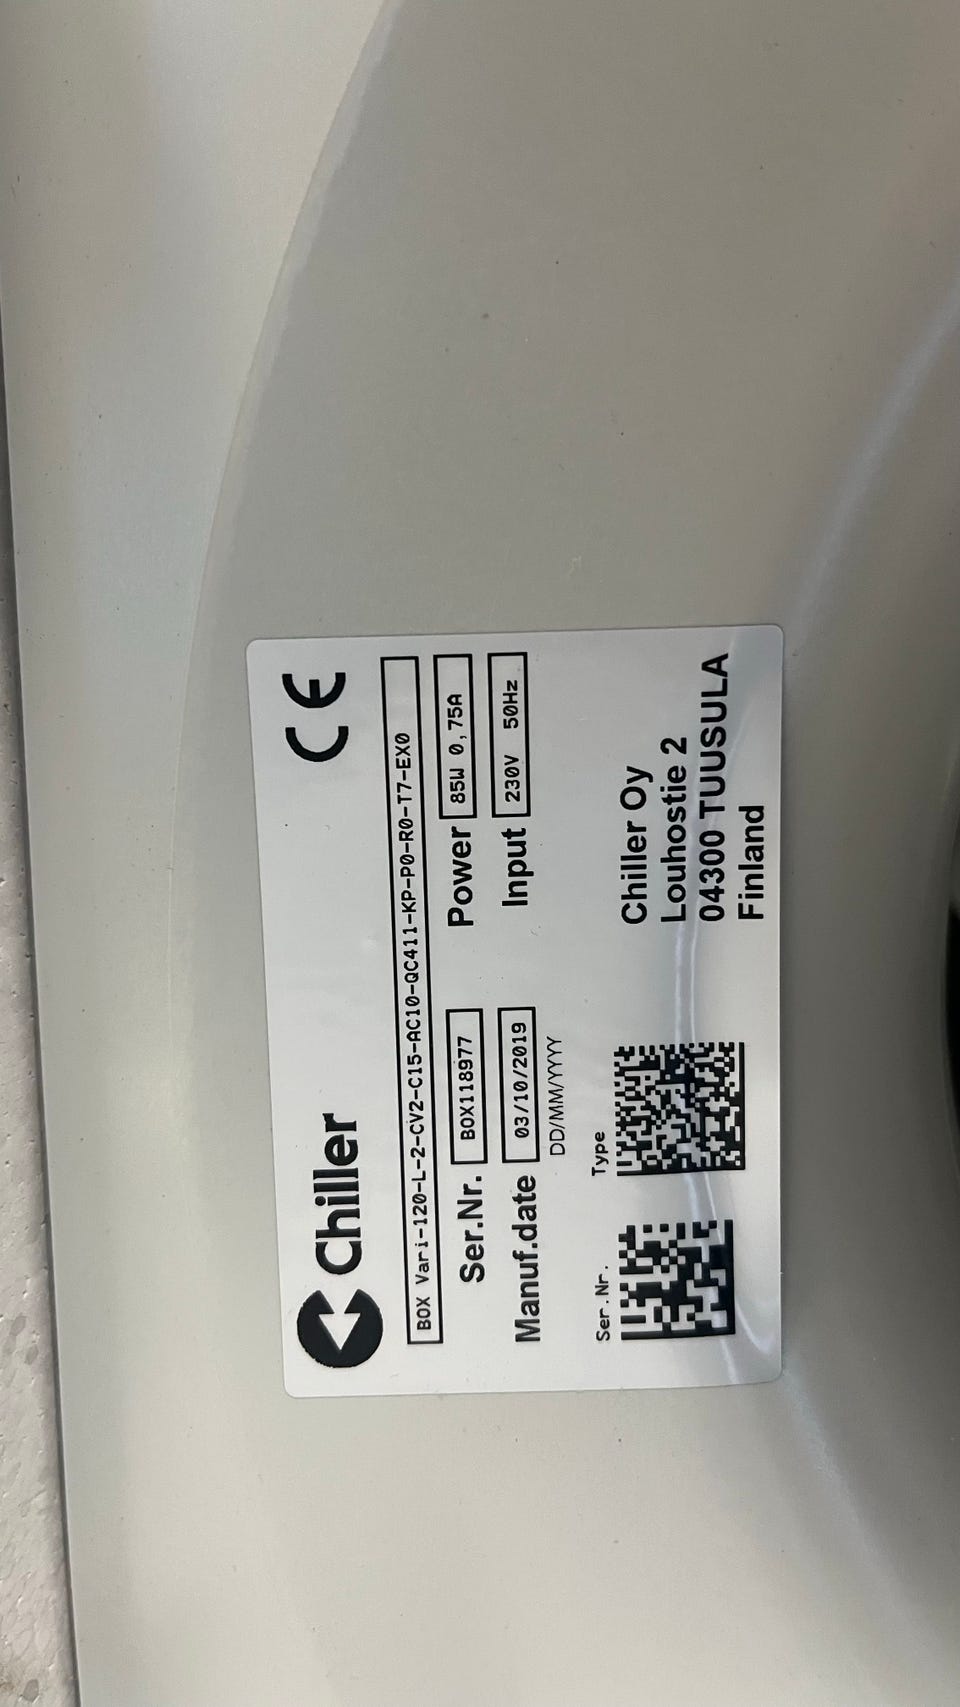 Chiller CE
BOX Vari-120-L-2-CV2-C15-AC10-QC411-KP-P0-R0-T7-EX0
Ser.Nr. BOX118977 Power 85W 0,75A
Manuf.date 03/10/2019 Input 230V 50Hz
DD/MM/YYYY
Ser.Nr. Type
Chiller Oy
Louhostie 2
04300 TUUSULA
Finland